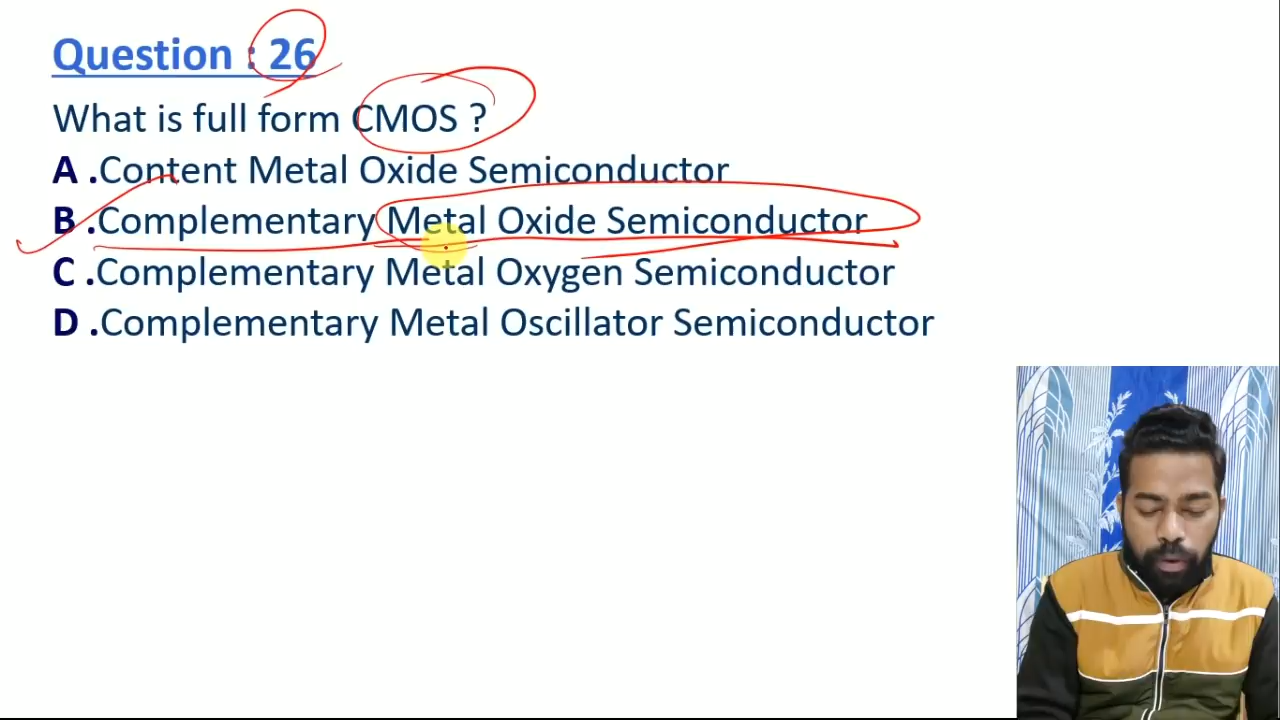 Question : 26
What is full form CMOS ?
A .Content Metal Oxide Semiconductor
B .Complementary Metal Oxide Semiconductor
C .Complementary Metal Oxygen Semiconductor
D .Complementary Metal Oscillator Semiconductor